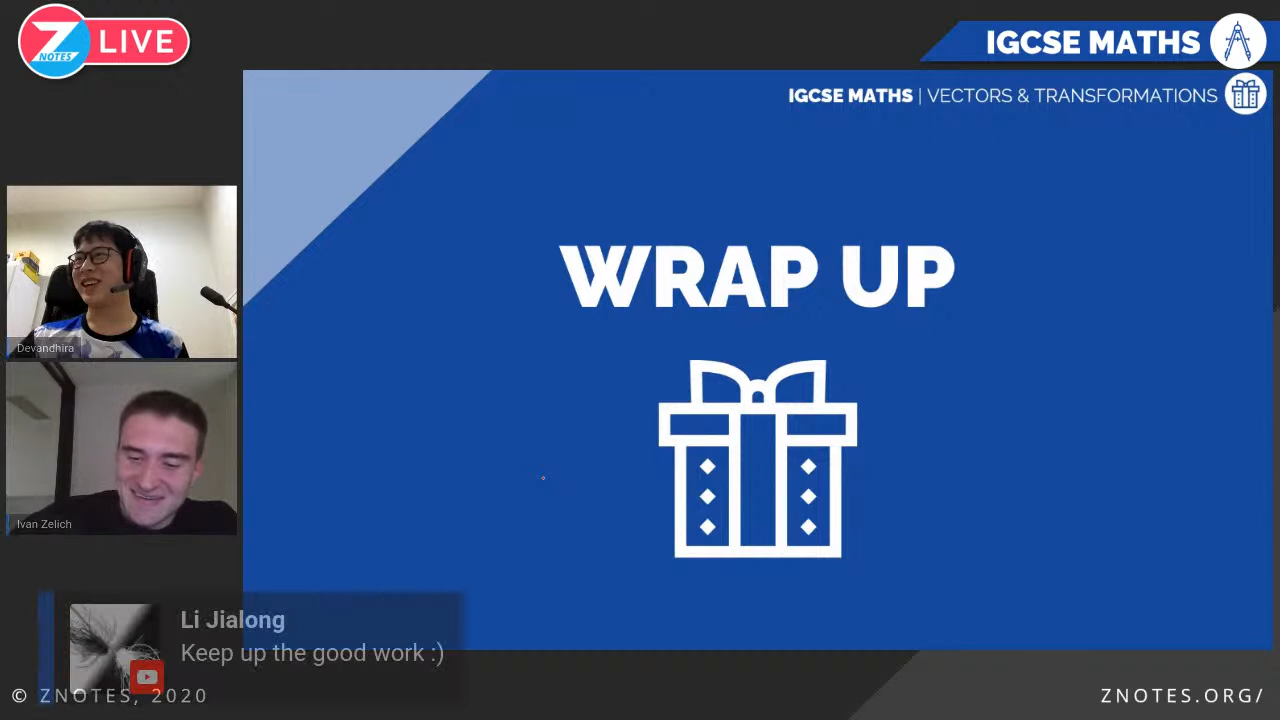 Z NOTES LIVE
IGCSE MATHS
IGCSE MATHS | VECTORS & TRANSFORMATIONS
WRAP UP
Devandhira
Ivan Zelich
Li Jialong
Keep up the good work :)
© ZNOTES, 2020
ZNOTES.ORG/